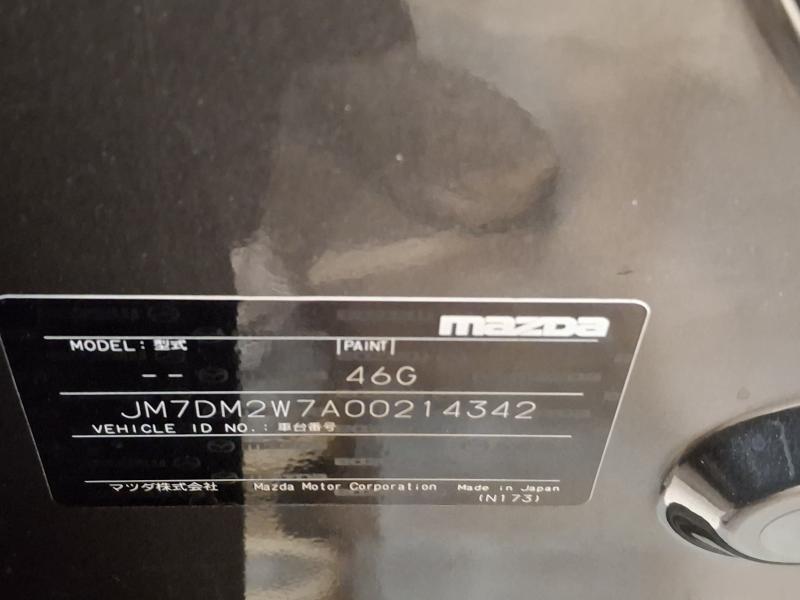 mazda
MODEL: 型式 PAINT
-- 46G
JM7DM2W7A00214342
VEHICLE ID NO.: 車台番号
マツダ株式会社 Mazda Motor Corporation Made in Japan
(N173)